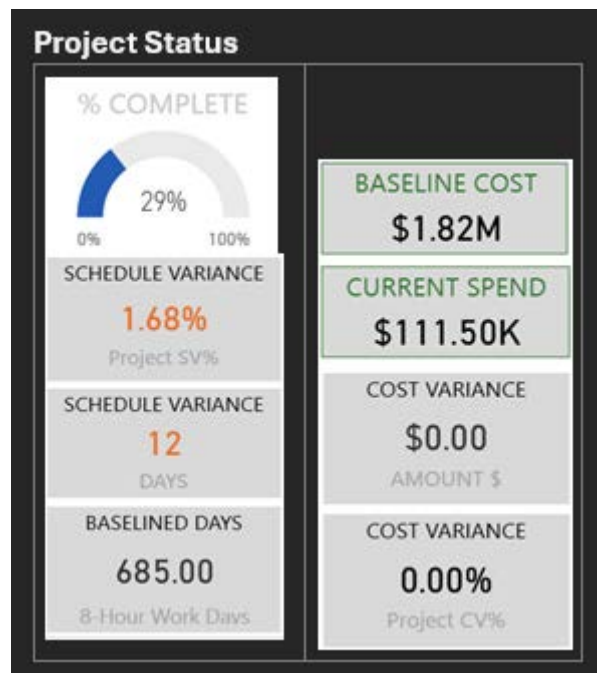 Project Status
% COMPLETE
29%
0% 100%
SCHEDULE VARIANCE
1.68%
Project SV%
SCHEDULE VARIANCE
12
DAYS
BASELINED DAYS
685.00
8-Hour Work Days
BASELINE COST
$1.82M
CURRENT SPEND
$111.50K
COST VARIANCE
$0.00
AMOUNT $
COST VARIANCE
0.00%
Project CV%